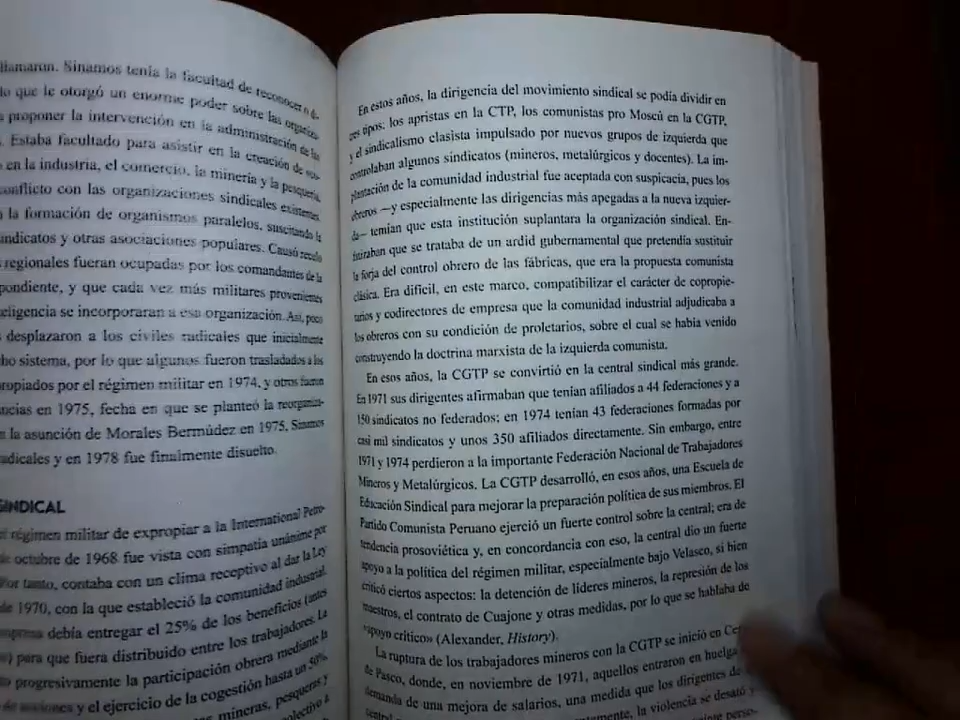 llamaron. Sinamos tenía la facultad de reconocer o
que le otorgó un enorme poder sobre las
proponer la intervención en la administración de las
Estaba facultado para asistir en la creación de
en la industria, el comercio, la minería y la pesquería,
conflicto con las organizaciones sindicales existentes
la formación de organismos paralelos, suscitando la
sindicatos y otras asociaciones populares. Causó
regionales fueran ocupadas por los comandantes de la
pondiente, y que cada vez más militares provenientes
teligencia se incorporaran a esa organización. Así, poco
desplazaron a los civiles radicales que inicialmente
cho sistema, por lo que algunos fueron trasladados a los
ropiados por el régimen militar en 1974, y otros fueron
ncias en 1975, fecha en que se planteó la reorganiz-
la asunción de Morales Bermúdez en 1975. Sinamos
adicales y en 1978 fue finalmente disuelto.
SINDICAL
régimen militar de expropiar a la International Petro-
de octubre de 1968 fue vista con simpatía unánime por
Por tanto, contaba con un clima receptivo al dar la Ley
de 1970, con la que estableció la comunidad industrial.
mpresa debía entregar el 25% de los beneficios (antes
para que fuera distribuido entre los trabajadores. La
progresivamente la participación obrera mediante la
de acciones y el ejercicio de la cogestión hasta un 50%
mineras, pesqueras y
colectivo a
En estos años, la dirigencia del movimiento sindical se podía dividir en
tres tipos: los apristas en la CTP, los comunistas pro Moscú en la CGTP,
y el sindicalismo clasista impulsado por nuevos grupos de izquierda que
controlaban algunos sindicatos (mineros, metalúrgicos y docentes). La im-
plantación de la comunidad industrial fue aceptada con suspicacia, pues los
obreros —y especialmente las dirigencias más apegadas a la nueva izquier-
da— temían que esta institución suplantara la organización sindical. En-
fatizaban que se trataba de un ardid gubernamental que pretendía sustituir
la forja del control obrero de las fábricas, que era la propuesta comunista
clásica. Era difícil, en este marco, compatibilizar el carácter de copropie-
tarios y codirectores de empresa que la comunidad industrial adjudicaba a
los obreros con su condición de proletarios, sobre el cual se había venido
construyendo la doctrina marxista de la izquierda comunista.
En esos años, la CGTP se convirtió en la central sindical más grande.
En 1971 sus dirigentes afirmaban que tenían afiliados a 44 federaciones y a
150 sindicatos no federados; en 1974 tenían 43 federaciones formadas por
casi mil sindicatos y unos 350 afiliados directamente. Sin embargo, entre
1971 y 1974 perdieron a la importante Federación Nacional de Trabajadores
Mineros y Metalúrgicos. La CGTP desarrolló, en esos años, una Escuela de
Educación Sindical para mejorar la preparación política de sus miembros. El
Partido Comunista Peruano ejerció un fuerte control sobre la central; era de
tendencia prosoviética y, en concordancia con eso, la central dio un fuerte
apoyo a la política del régimen militar, especialmente bajo Velasco, si bien
criticó ciertos aspectos: la detención de líderes mineros, la represión de los
maestros, el contrato de Cuajone y otras medidas, por lo que se hablaba de
«apoyo crítico» (Alexander, History).
La ruptura de los trabajadores mineros con la CGTP se inició en
de Pasco, donde, en noviembre de 1971, aquellos entraron en huelga
demanda de una mejora de salarios, una medida que los dirigentes de
la violencia se desató y